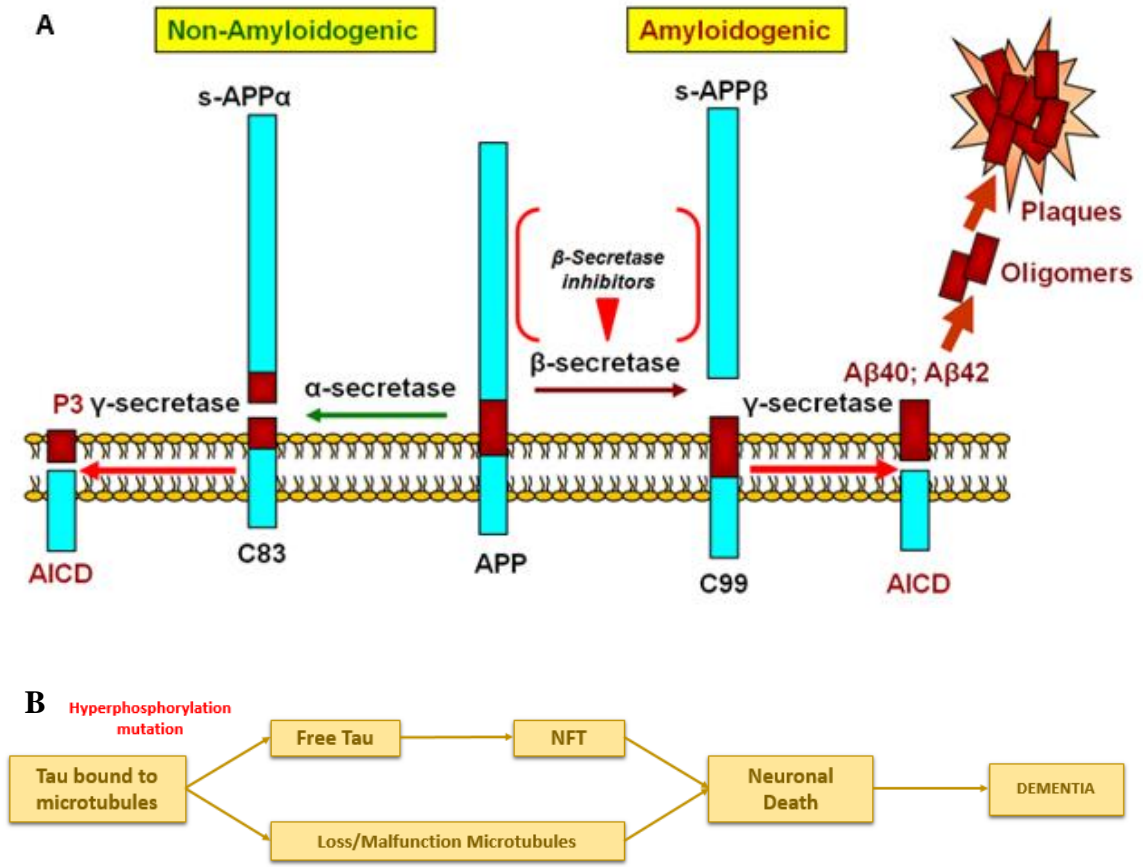 A
Non-Amyloidogenic
Amyloidogenic
s-APPα
s-APPβ
Plaques
β-Secretase
inhibitors
Oligomers
β-secretase
α-secretase
Aβ40; Aβ42
P3
γ-secretase
γ-secretase
C83
APP
C99
AICD
AICD
B
Hyperphosphorylation
mutation
Free Tau
NFT
Tau bound to
microtubules
Neuronal
Death
DEMENTIA
Loss/Malfunction Microtubules